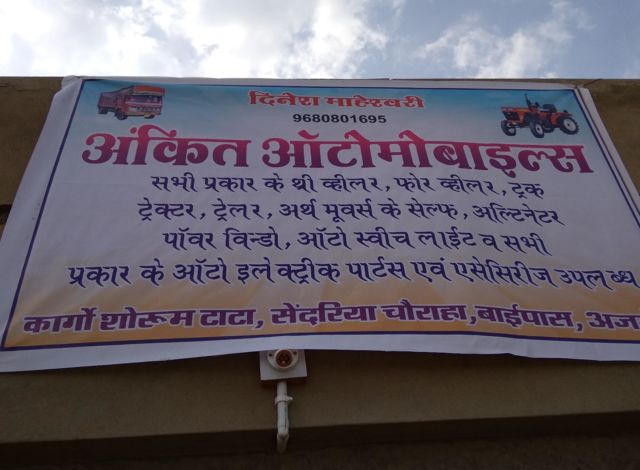 दिनेश माहेश्वरी
9680801695
अंकित ऑटोमोबाइल्स
सभी प्रकार के थ्री व्हीलर, फोर व्हीलर, ट्रक
ट्रेक्टर, ट्रेलर, अर्थ मूवर्स के सेल्फ, अल्टिनेटर
पॉवर विन्डो, ऑटो स्वीच लाईट व सभी
प्रकार के ऑटो इलेक्ट्रीक पार्टस एवं एसेसिरीज उपलब्ध
कार्गो शोरूम टाटा, सेंदरिया चौराहा, बाईपास,